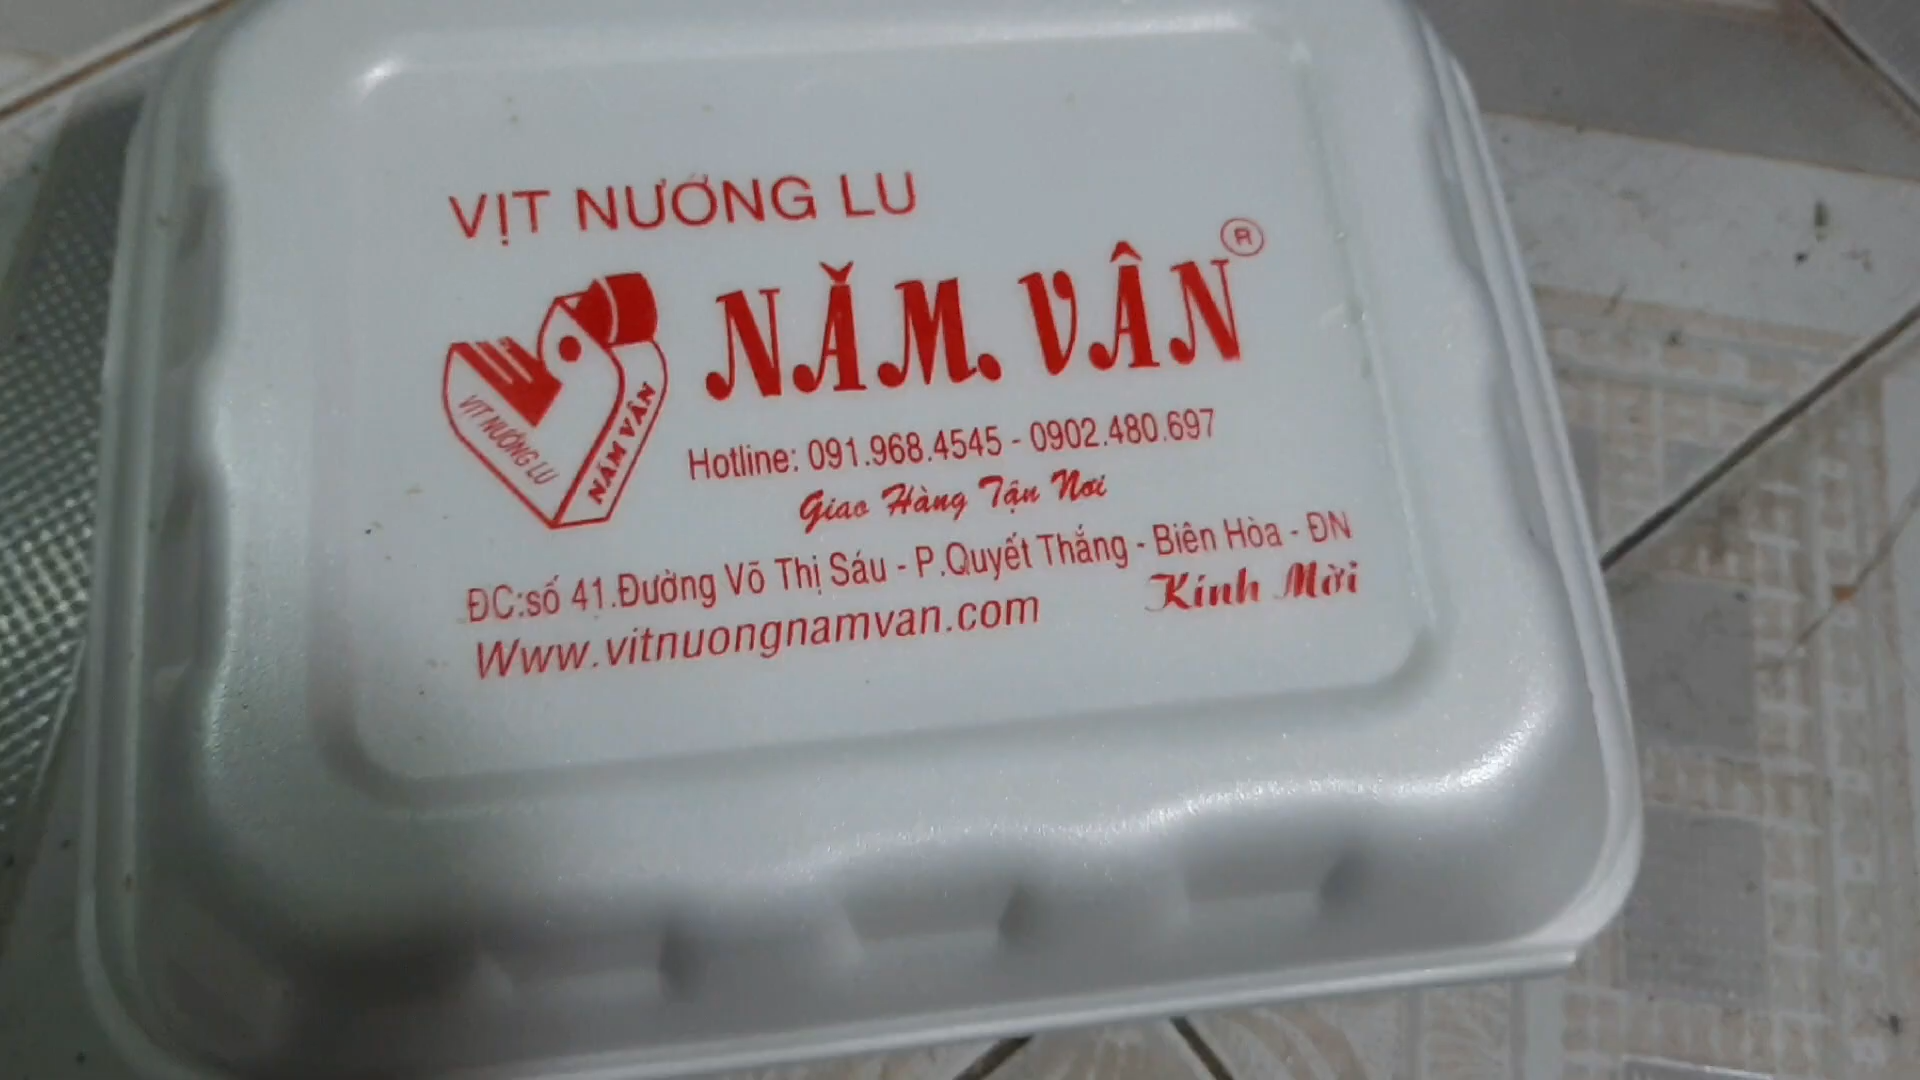 VỊT NƯỚNG LU
NĂM. VÂN ®
VỊT NƯỚNG LU
NĂM VÂN
Hotline: 091.968.4545 - 0902.480.697
Giao Hàng Tận Nơi
ĐC:số 41.Đường Võ Thị Sáu - P.Quyết Thắng - Biên Hòa - ĐN
Www.vitnuongnamvan.com
Kính Mời